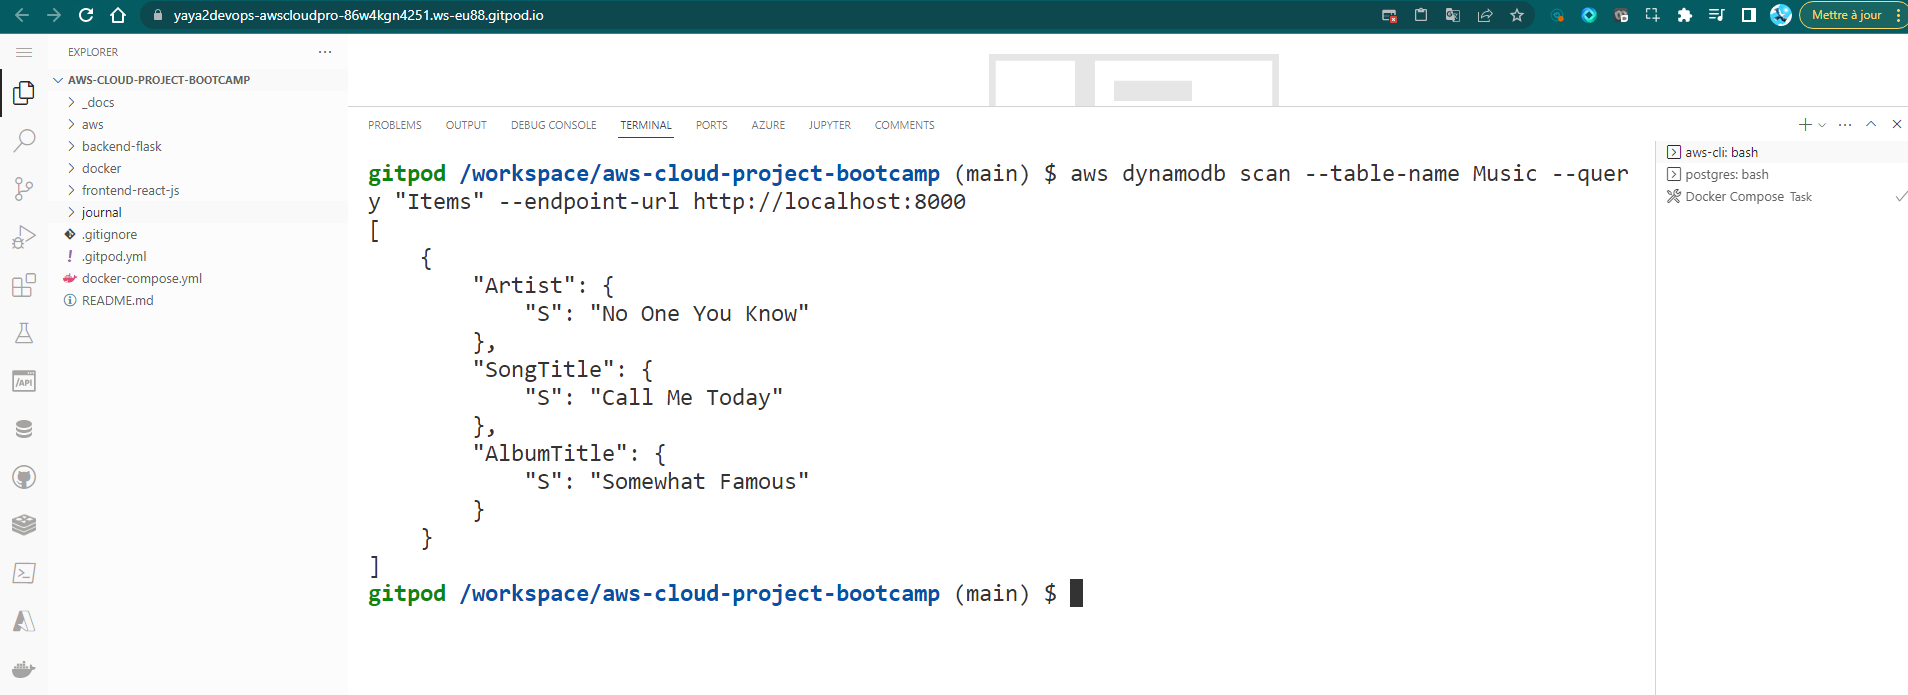 yaya2devops-awscloudpro-86w4kgn4251.ws-eu88.gitpod.io
Mettre à jour
EXPLORER
AWS-CLOUD-PROJECT-BOOTCAMP
_docs
aws
backend-flask
docker
frontend-react-js
journal
.gitignore
.gitpod.yml
docker-compose.yml
README.md
PROBLEMS OUTPUT DEBUG CONSOLE TERMINAL PORTS AZURE JUPYTER COMMENTS
gitpod /workspace/aws-cloud-project-bootcamp (main) $ aws dynamodb scan --table-name Music --quer
y "Items" --endpoint-url http://localhost:8000
[
    {
        "Artist": {
            "S": "No One You Know"
        },
        "SongTitle": {
            "S": "Call Me Today"
        },
        "AlbumTitle": {
            "S": "Somewhat Famous"
        }
    }
]
gitpod /workspace/aws-cloud-project-bootcamp (main) $
aws-cli: bash
postgres: bash
Docker Compose Task
/API